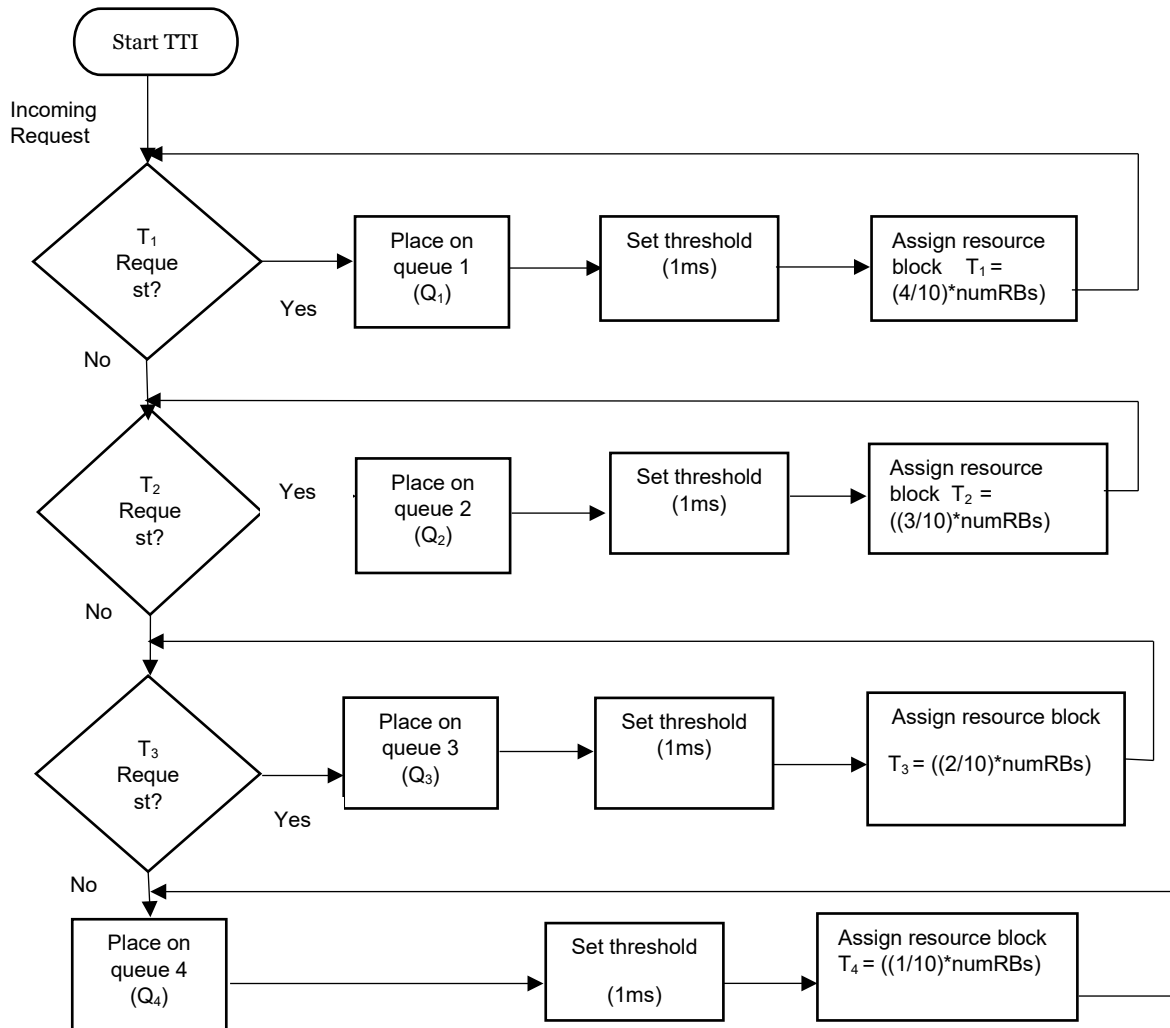 Start TTI
Incoming
Request
T₁
Reque
st?
Yes
No
Place on
queue 1
(Q₁)
Set threshold
(1ms)
Assign resource
block T₁ =
(4/10)*numRBs)
T₂
Reque
st?
Yes
No
Place on
queue 2
(Q₂)
Set threshold
(1ms)
Assign resource
block T₂ =
((3/10)*numRBs)
T₃
Reque
st?
Yes
No
Place on
queue 3
(Q₃)
Set threshold
(1ms)
Assign resource block
T₃ = ((2/10)*numRBs)
Place on
queue 4
(Q₄)
Set threshold
(1ms)
Assign resource block
T₄ = ((1/10)*numRBs)